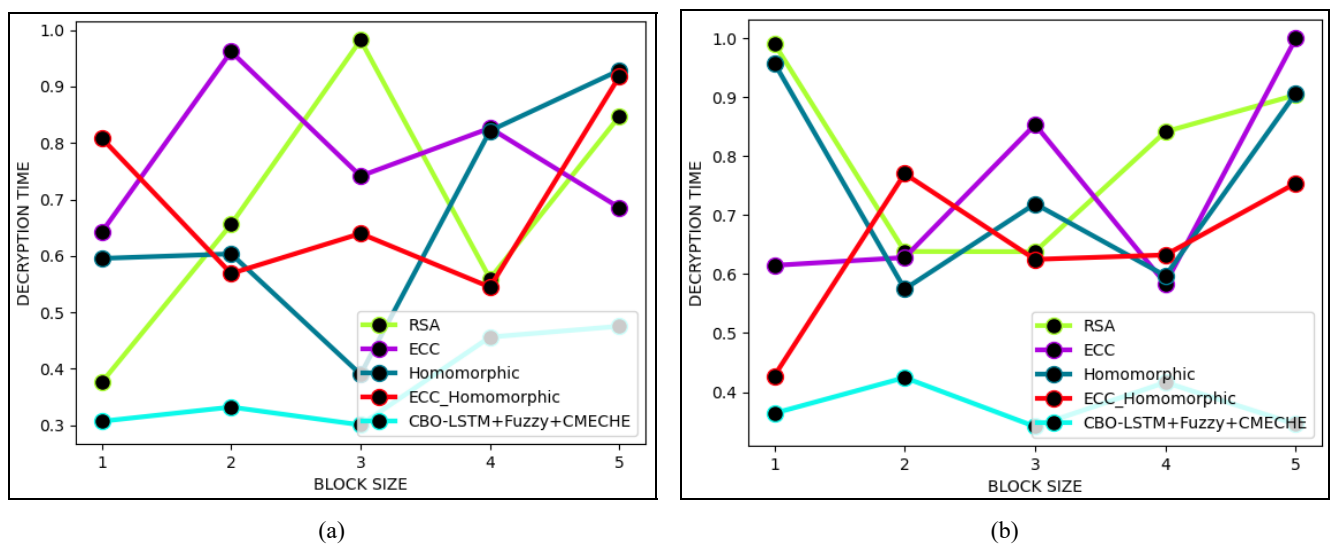 1.0
0.9
0.8
0.7
0.6
0.5
0.4
0.3
DECRYPTION TIME
1 2 3 4 5
BLOCK SIZE
RSA
ECC
Homomorphic
ECC_Homomorphic
CBO-LSTM+Fuzzy+CMECHE
(a)
1.0
0.9
0.8
0.7
0.6
0.5
0.4
DECRYPTION TIME
1 2 3 4 5
BLOCK SIZE
RSA
ECC
Homomorphic
ECC_Homomorphic
CBO-LSTM+Fuzzy+CMECHE
(b)